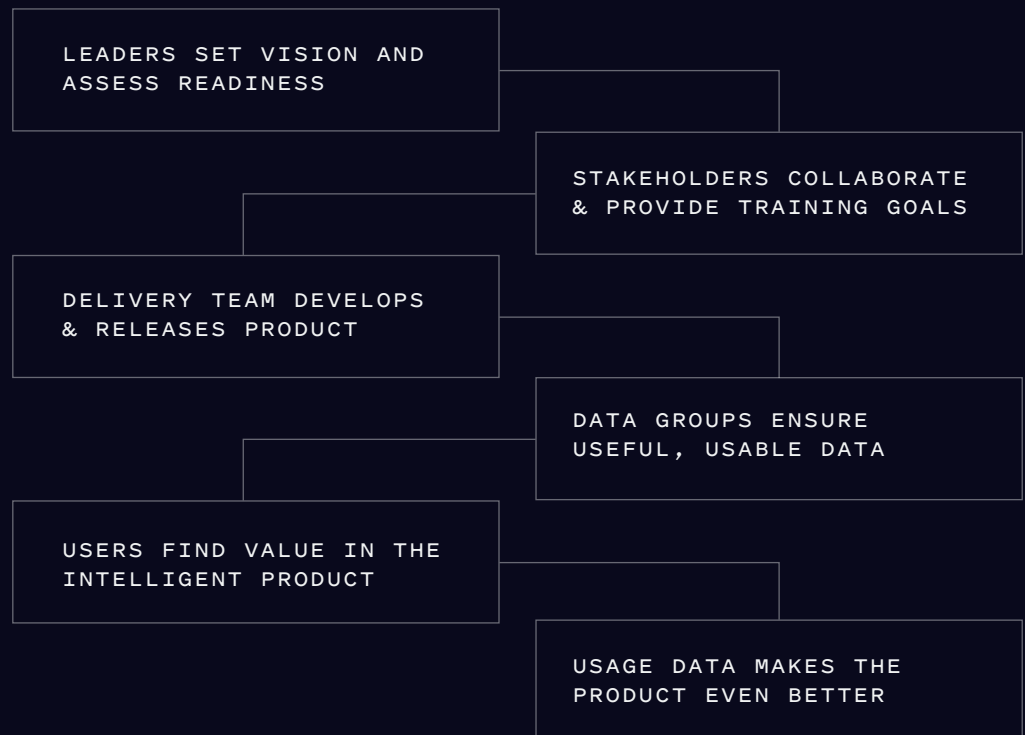 LEADERS SET VISION AND
ASSESS READINESS
STAKEHOLDERS COLLABORATE
& PROVIDE TRAINING GOALS
DELIVERY TEAM DEVELOPS
& RELEASES PRODUCT
DATA GROUPS ENSURE
USEFUL, USABLE DATA
USERS FIND VALUE IN THE
INTELLIGENT PRODUCT
USAGE DATA MAKES THE
PRODUCT EVEN BETTER